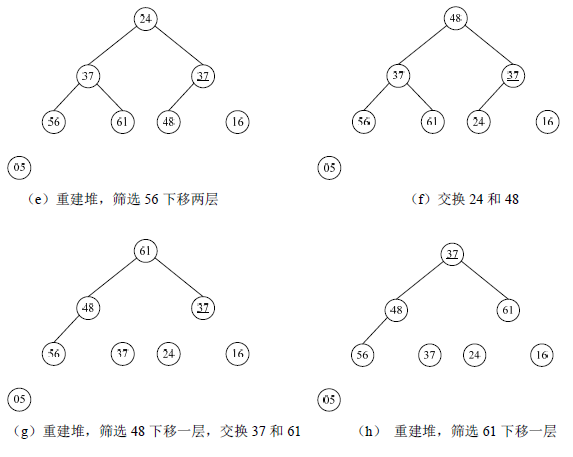 24 48
37 37 37 37
56 61 48 16 56 61 24 16
05 05
（e）重建堆，筛选 56 下移两层 （f）交换 24 和 48
61 37
48 37 48 61
56 37 24 16 56 37 24 16
05 05
（g）重建堆，筛选 48 下移一层，交换 37 和 61 （h） 重建堆，筛选 61 下移一层